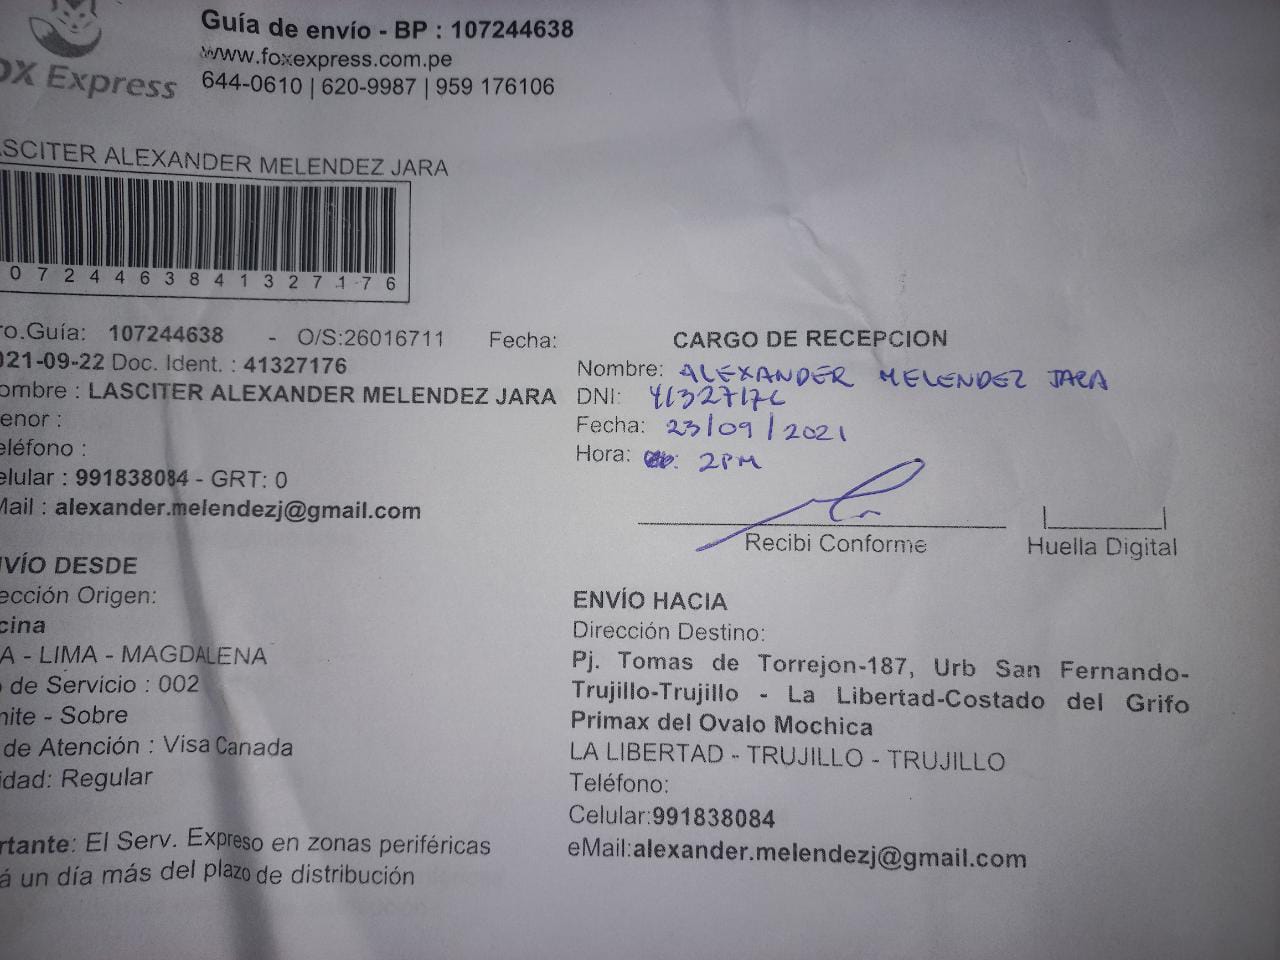 Guía de envío - BP : 107244638
www.foxexpress.com.pe
OX Express
644-0610 | 620-9987 | 959 176106
ASCITER ALEXANDER MELENDEZ JARA
0724463841327176
ro.Guía: 107244638 - O/S:26016711 Fecha:
021-09-22 Doc. Ident. : 41327176
ombre : LASCITER ALEXANDER MELENDEZ JARA
enor :
eléfono :
elular : 991838084 - GRT: 0
Mail : alexander.melendezj@gmail.com
CARGO DE RECEPCION
Nombre: ALEXANDER MELENDEZ JARA
DNI: 41327176
Fecha: 23/09/2021
Hora: 2PM
Recibi Conforme
Huella Digital
NVÍO DESDE
ección Origen:
cina
A - LIMA - MAGDALENA
o de Servicio : 002
mite - Sobre
de Atención : Visa Canada
idad: Regular
ENVÍO HACIA
Dirección Destino:
Pj. Tomas de Torrejon-187, Urb San Fernando-
Trujillo-Trujillo - La Libertad-Costado del Grifo
Primax del Ovalo Mochica
LA LIBERTAD - TRUJILLO - TRUJILLO
Teléfono:
Celular:991838084
eMail:alexander.melendezj@gmail.com
rtante: El Serv. Expreso en zonas periféricas
á un día más del plazo de distribución